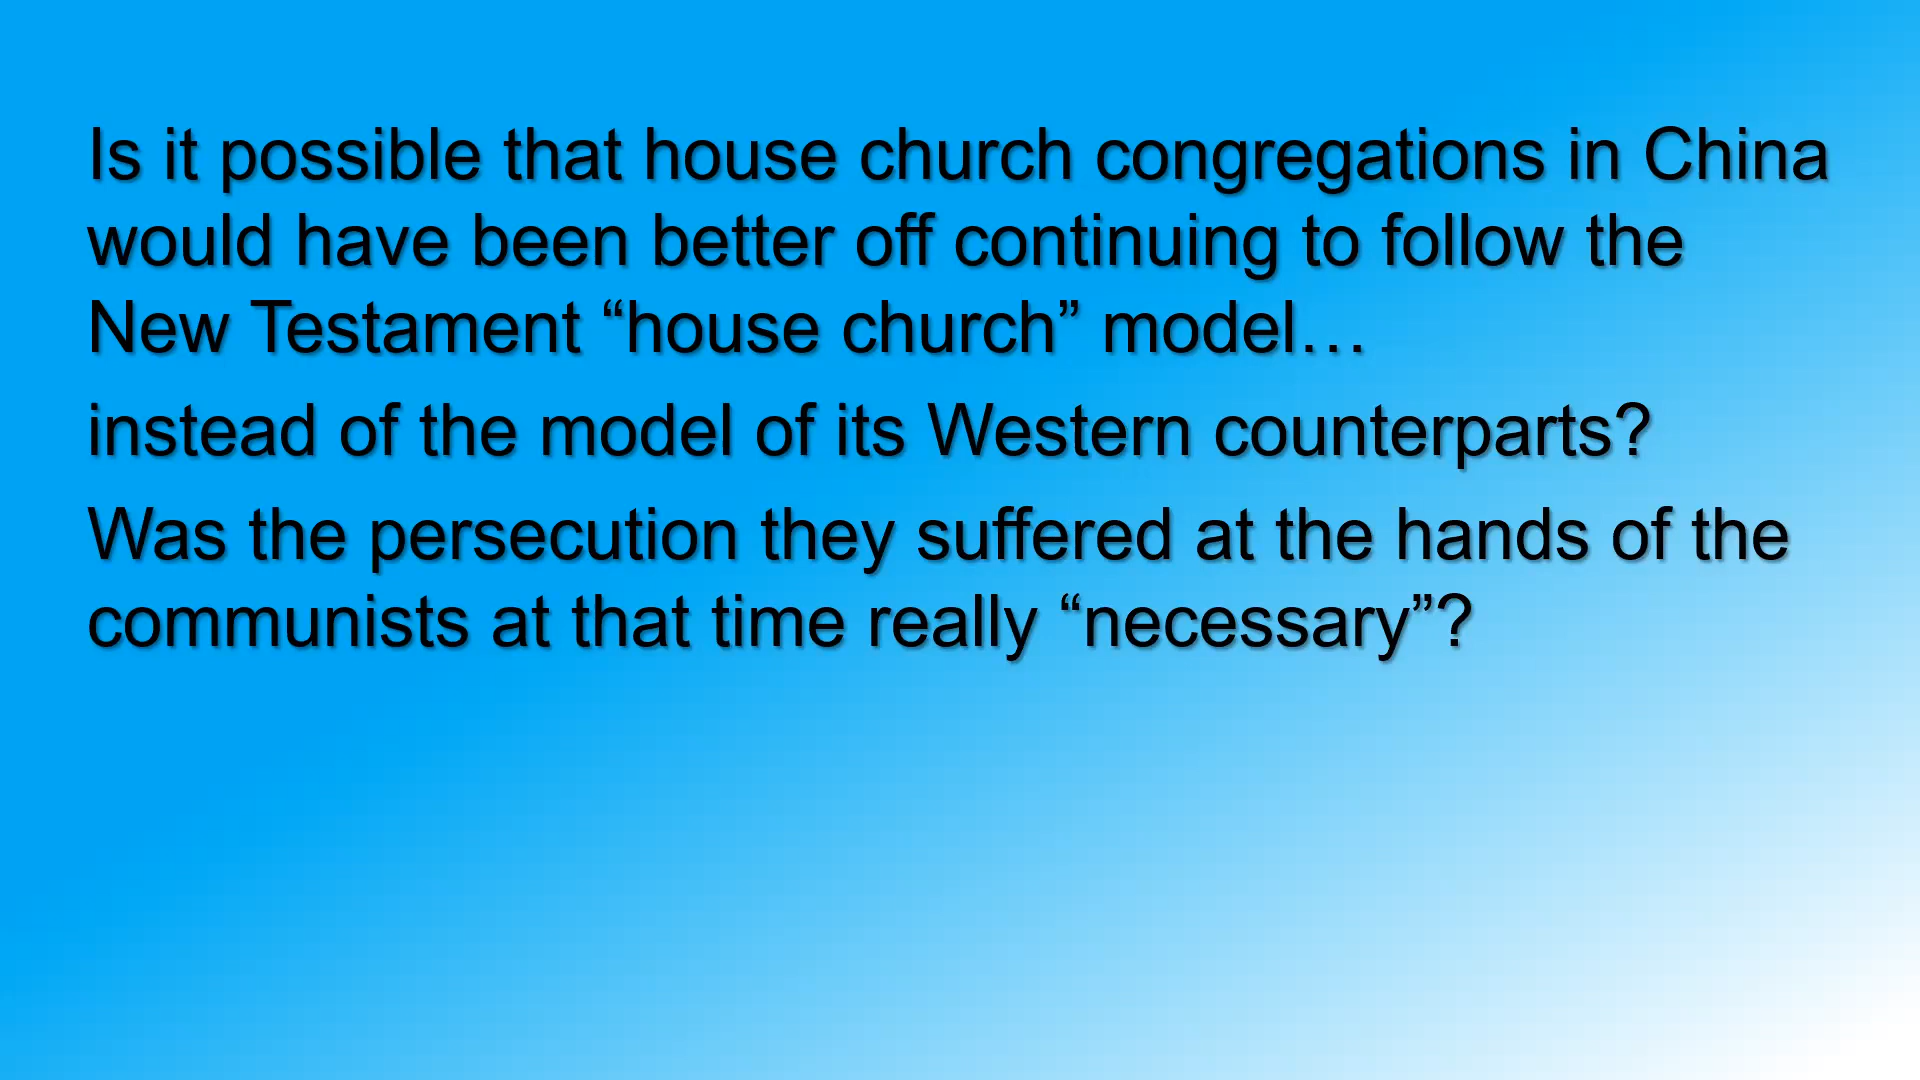 Is it possible that house church congregations in China
would have been better off continuing to follow the
New Testament “house church” model…
instead of the model of its Western counterparts?
Was the persecution they suffered at the hands of the
communists at that time really “necessary”?